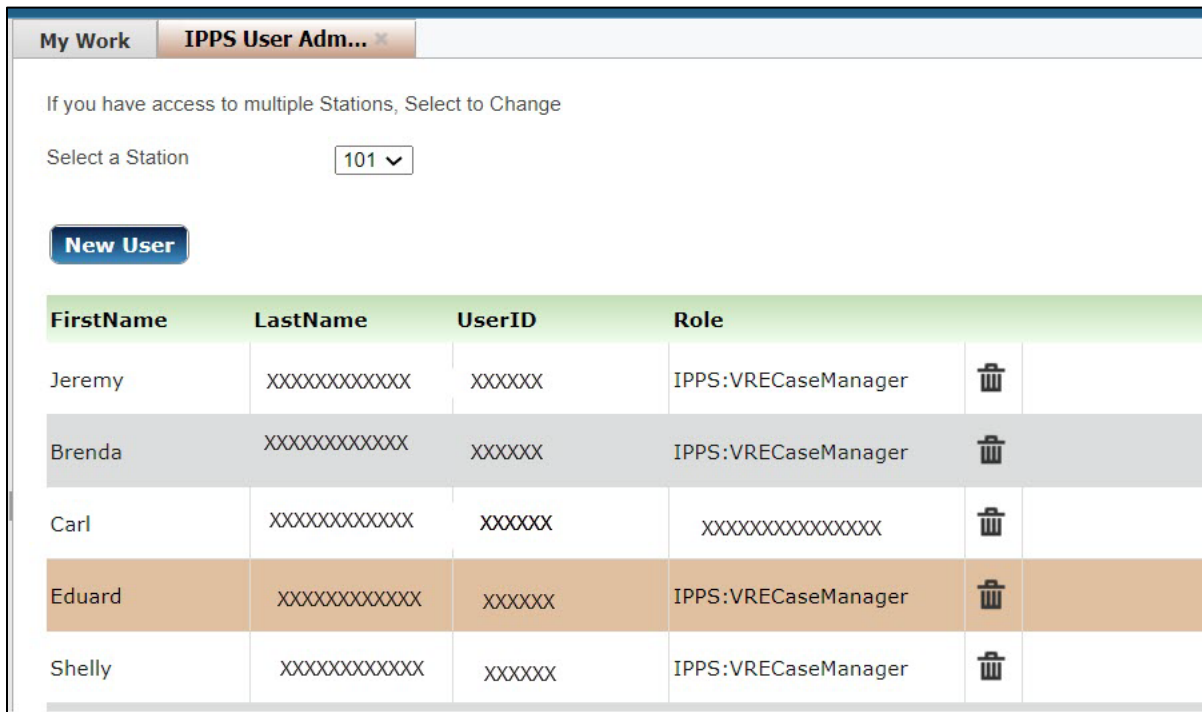 My Work IPPS User Adm...
If you have access to multiple Stations, Select to Change
Select a Station 101
New User
FirstName LastName UserID Role
Jeremy XXXXXXXXXXXX XXXXXX IPPS:VRECaseManager
Brenda XXXXXXXXXXXX XXXXXX IPPS:VRECaseManager
Carl XXXXXXXXXXXX XXXXXX XXXXXXXXXXXXXXX
Eduard XXXXXXXXXXXX XXXXXX IPPS:VRECaseManager
Shelly XXXXXXXXXXXX XXXXXX IPPS:VRECaseManager